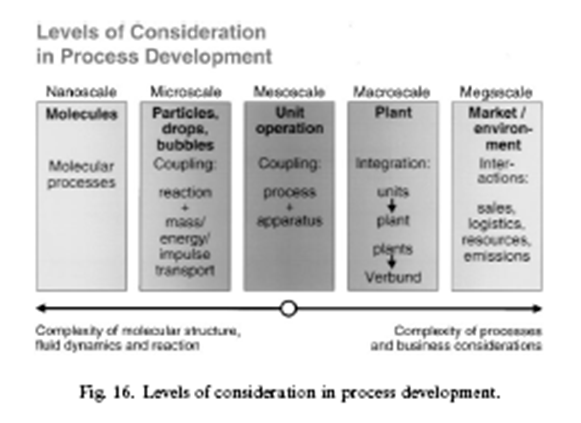 Levels of Consideration
in Process Development
Nanoscale
Molecules
Molecular
processes
Microscale
Particles,
drops,
bubbles
Coupling:
reaction
+
mass/
energy/
impulse
transport
Mesoscale
Unit
operation
Coupling:
process
+
apparatus
Macroscale
Plant
Integration:
units
plant
plants
Verbund
Megascale
Market /
environ-
ment
Inter-
actions:
sales,
logistics,
resources,
emissions
Complexity of molecular structure,
fluid dynamics and reaction
Complexity of processes
and business considerations
Fig. 16. Levels of consideration in process development.